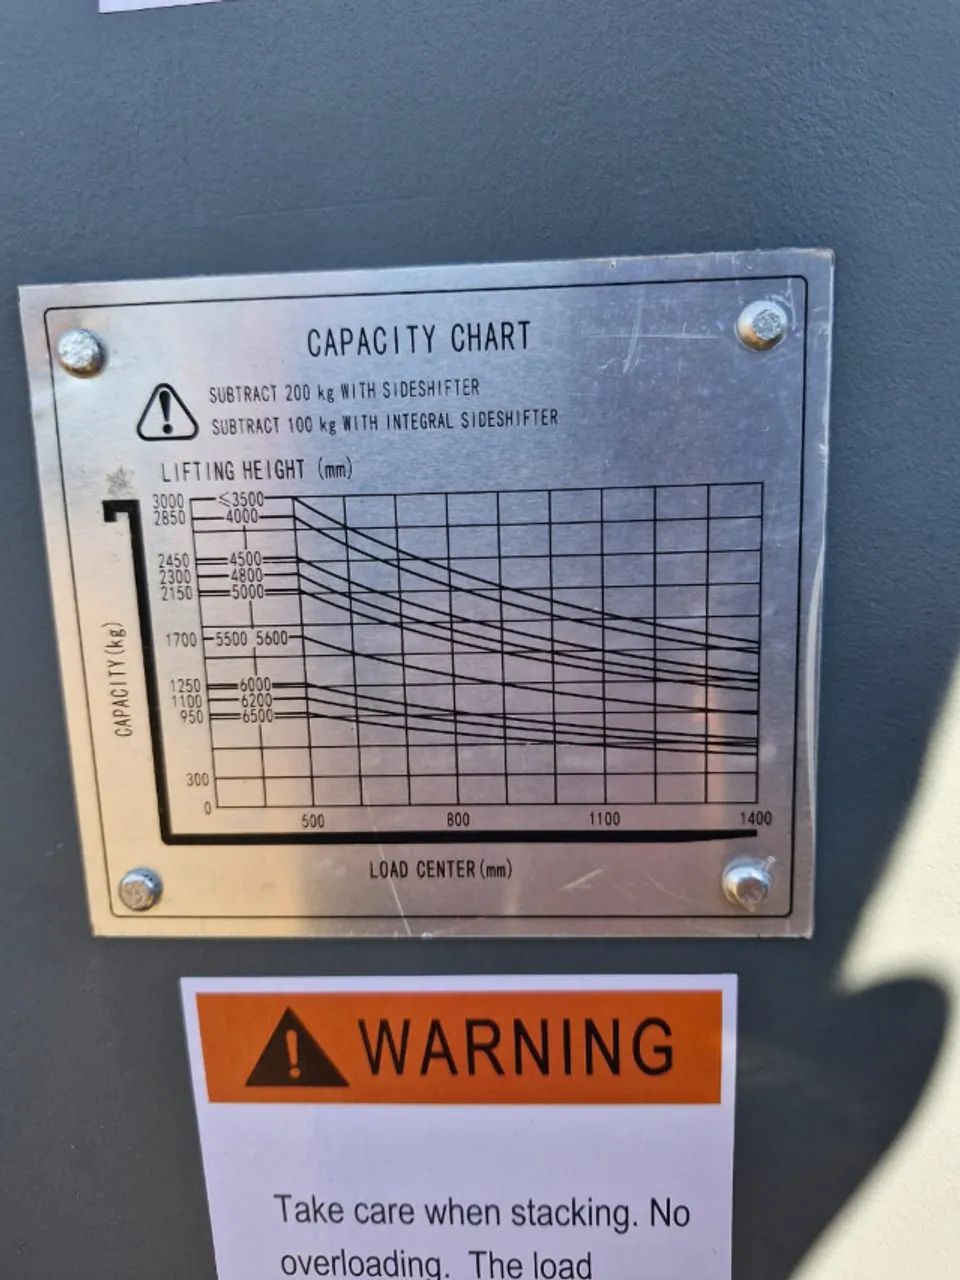 CAPACITY CHART
SUBTRACT 200 kg WITH SIDESHIFTER
SUBTRACT 100 kg WITH INTEGRAL SIDESHIFTER
LIFTING HEIGHT (mm)
3000 ≤3500
2850 4000
2450 4500
2300 4800
2150 5000
1700 5500 5600
1250 6000
1100 6200
950 6500
300
0
CAPACITY(kg)
500 800 1100 1400
LOAD CENTER(mm)
WARNING
Take care when stacking. No
overloading. The load